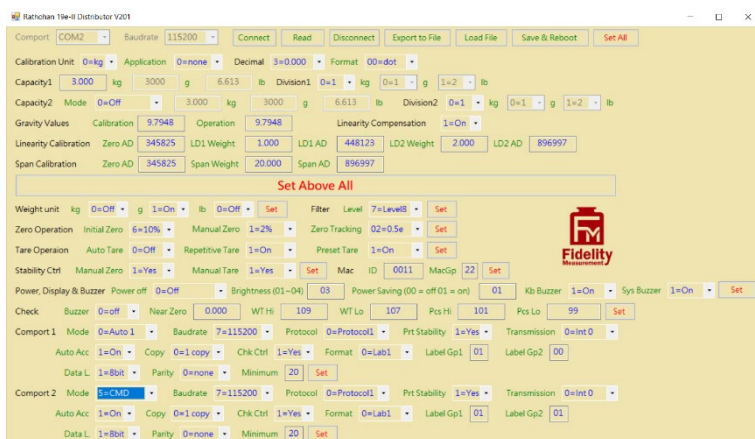 Rathohan 19e-II Distributor V201
Comport COM2 Baudrate 115200 Connect Read Disconnect Export to File Load File Save & Reboot Set All
Calibration Unit 0=kg Application 0=none Decimal 3=0.000 Format 00=dot
Capacity1 3.000 kg 3000 g 6.613 lb Division1 0=1 kg 0=1 g 1=2 lb
Capacity2 Mode 0=Off 3.000 kg 3000 g 6.613 lb Division2 0=1 kg 0=1 g 1=2 lb
Gravity Values Calibration 9.7948 Operation 9.7948 Linearity Compensation 1=On
Linearity Calibration Zero AD 345825 LD1 Weight 1.000 LD1 AD 448123 LD2 Weight 2.000 LD2 AD 896997
Span Calibration Zero AD 345825 Span Weight 20.000 Span AD 896997
Set Above All
Weight unit kg 0=Off g 1=On lb 0=Off Set Filter Level 7=Level8 Set
Zero Operation Initial Zero 6=10% Manual Zero 1=2% Zero Tracking 02=0.5e Set
Tare Operaion Auto Tare 0=Off Repetitive Tare 1=On Preset Tare 1=On Set
Fidelity
Measurement
Stability Ctrl Manual Zero 1=Yes Manual Tare 1=Yes Set Mac ID 0011 MacGp 22 Set
Power, Display & Buzzer Power off 0=Off Brightness (01~04) 03 Power Saving (00 = off 01 = on) 01 Kb Buzzer 1=On Sys Buzzer 1=On Set
Check Buzzer 0=off Near Zero 0.000 WT Hi 109 WT Lo 107 Pcs Hi 101 Pcs Lo 99 Set
Comport 1 Mode 0=Auto 1 Baudrate 7=115200 Protocol 0=Protocol1 Prt Stability 1=Yes Transmission 0=Int 0
Auto Acc 1=On Copy 0=1 copy Chk Ctrl 1=Yes Format 0=Lab1 Label Gp1 01 Label Gp2 00
Data L. 1=8bit Parity 0=none Minimum 20 Set
Comport 2 Mode 5=CMD Baudrate 7=115200 Protocol 0=Protocol1 Prt Stability 1=Yes Transmission 0=Int 0
Auto Acc 1=On Copy 0=1 copy Chk Ctrl 1=Yes Format 0=Lab1 Label Gp1 01 Label Gp2 01
Data L. 1=8bit Parity 0=none Minimum 20 Set